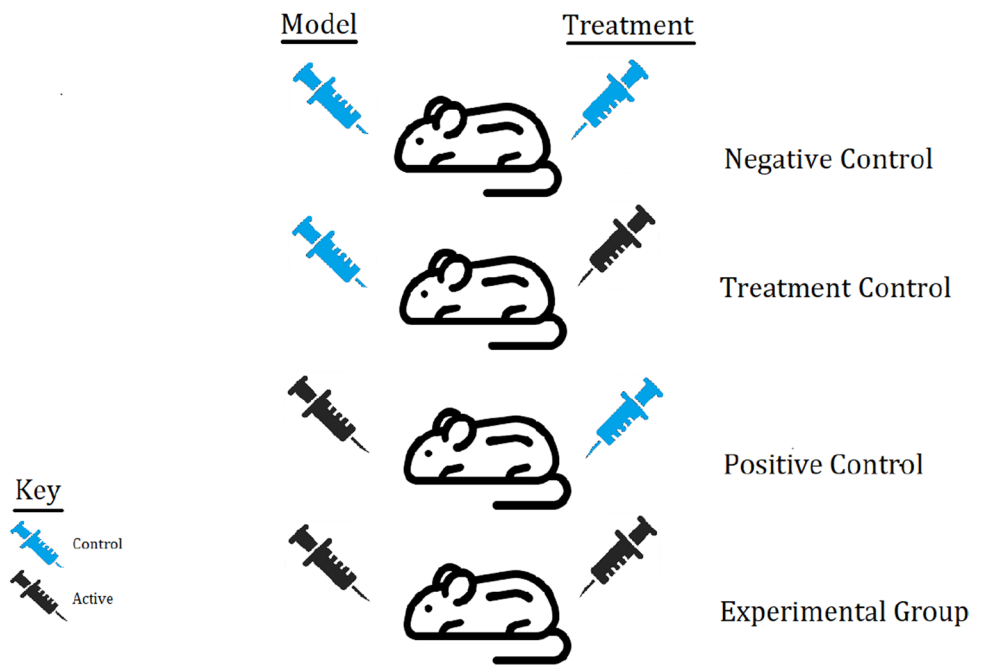 Model
Treatment
Negative Control
Treatment Control
Positive Control
Key
Control
Active
Experimental Group